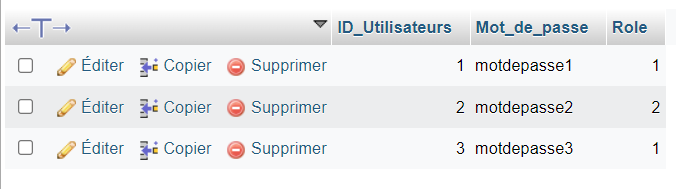 ID_Utilisateurs Mot_de_passe Role
Éditer Copier Supprimer 1 motdepasse1 1
Éditer Copier Supprimer 2 motdepasse2 2
Éditer Copier Supprimer 3 motdepasse3 1